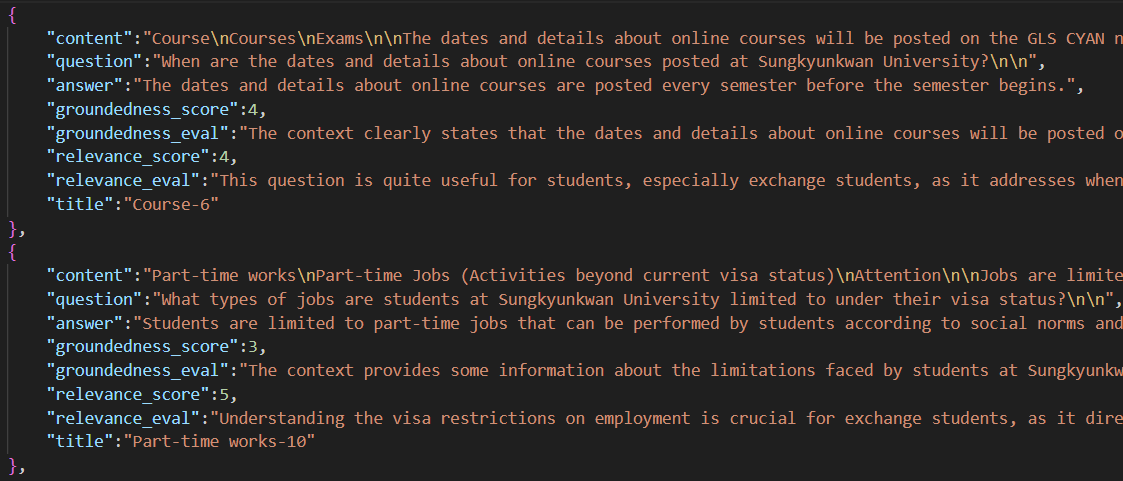 {
"content":"Course\nCourses\nExams\n\nThe dates and details about online courses will be posted on the GLS CYAN
"question":"When are the dates and details about online courses posted at Sungkyunkwan University?\n\n",
"answer":"The dates and details about online courses are posted every semester before the semester begins.",
"groundedness_score":4,
"groundedness_eval":"The context clearly states that the dates and details about online courses will be posted
"relevance_score":4,
"relevance_eval":"This question is quite useful for students, especially exchange students, as it addresses when
"title":"Course-6"
},
{
"content":"Part-time works\nPart-time Jobs (Activities beyond current visa status)\nAttention\n\nJobs are
"question":"What types of jobs are students at Sungkyunkwan University limited to under their visa status?\n\n",
"answer":"Students are limited to part-time jobs that can be performed by students according to social norms and
"groundedness_score":3,
"groundedness_eval":"The context provides some information about the limitations faced by students at
"relevance_score":5,
"relevance_eval":"Understanding the visa restrictions on employment is crucial for exchange students, as it
"title":"Part-time works-10"
},